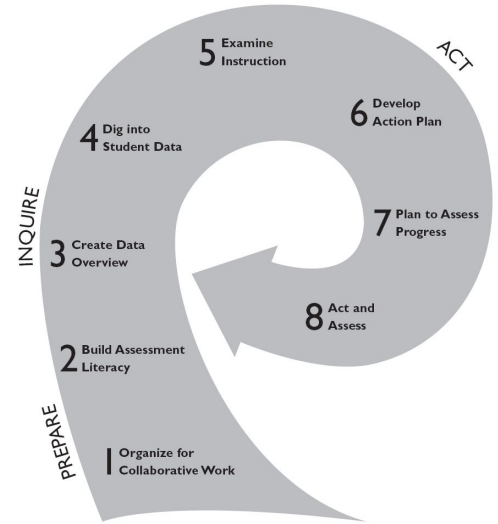 PREPARE
1 Organize for
Collaborative Work
2 Build Assessment
Literacy
INQUIRE
3 Create Data
Overview
4 Dig into
Student Data
5 Examine
Instruction
ACT
6 Develop
Action Plan
7 Plan to Assess
Progress
8 Act and
Assess